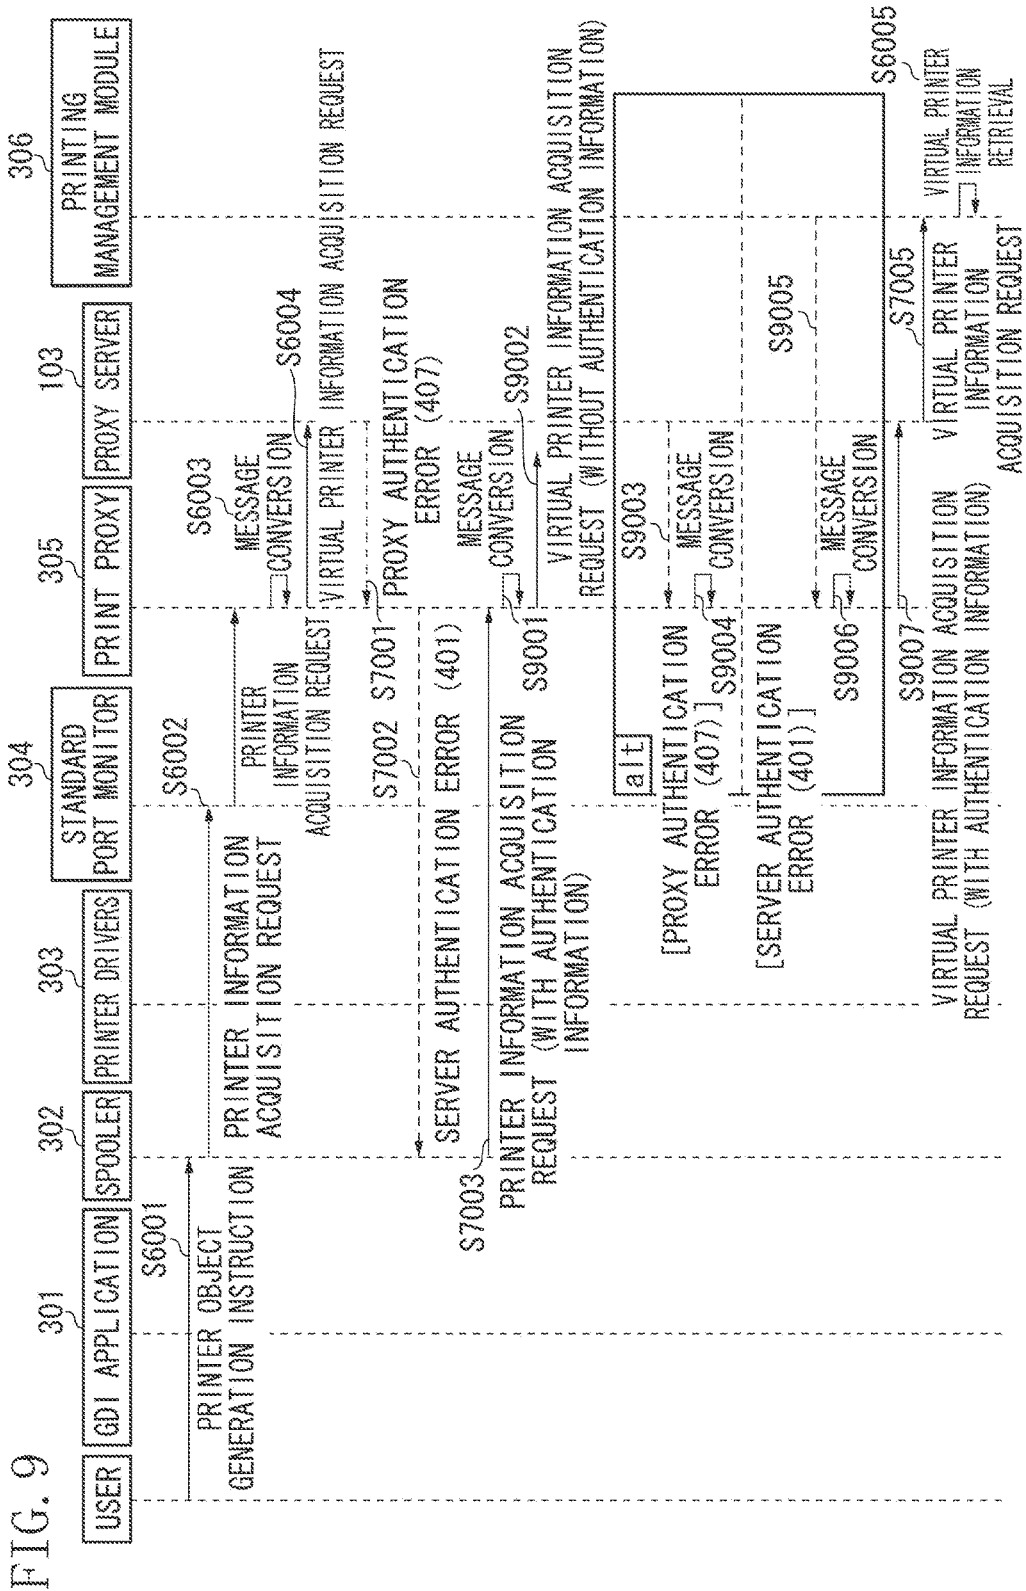 FIG. 9
USER
301
GDI APPLICATION
302
SPOOLER
303
PRINTER DRIVERS
304
STANDARD
PORT MONITOR
305
PRINT PROXY
103
PROXY SERVER
306
PRINTING
MANAGEMENT MODULE
S6001
PRINTER OBJECT
GENERATION INSTRUCTION
S6002
PRINTER INFORMATION
ACQUISITION REQUEST
PRINTER
INFORMATION
ACQUISITION REQUEST
S6003
MESSAGE
CONVERSION
S6004
VIRTUAL PRINTER INFORMATION ACQUISITION REQUEST
S7001
PROXY AUTHENTICATION
ERROR (407)
S7002
SERVER AUTHENTICATION ERROR (401)
S7003
PRINTER INFORMATION ACQUISITION
REQUEST (WITH AUTHENTICATION
INFORMATION)
MESSAGE
CONVERSION
S9001
S9002
VIRTUAL PRINTER INFORMATION ACQUISITION
REQUEST (WITHOUT AUTHENTICATION INFORMATION)
alt
[PROXY AUTHENTICATION
ERROR (407)]
S9003
MESSAGE
CONVERSION
S9004
[SERVER AUTHENTICATION
ERROR (401)]
S9005
MESSAGE
CONVERSION
S9006
S9007
VIRTUAL PRINTER INFORMATION ACQUISITION
REQUEST (WITH AUTHENTICATION INFORMATION)
S7005
VIRTUAL PRINTER
INFORMATION
ACQUISITION REQUEST
S6005
VIRTUAL PRINTER
INFORMATION
RETRIEVAL